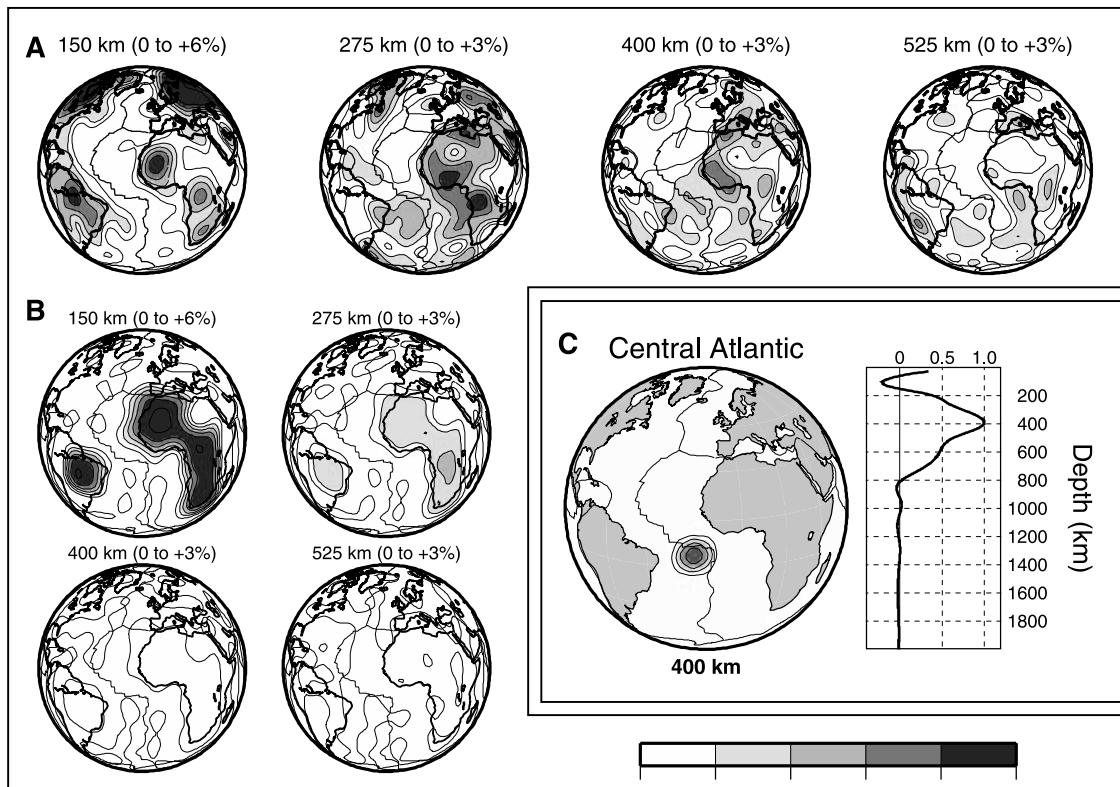 A
150 km (0 to +6%)
275 km (0 to +3%)
400 km (0 to +3%)
525 km (0 to +3%)
B
150 km (0 to +6%)
275 km (0 to +3%)
400 km (0 to +3%)
525 km (0 to +3%)
C
Central Atlantic
400 km
0 0.5 1.0
200
400
600
800
1000
1200
1400
1600
1800
Depth (km)